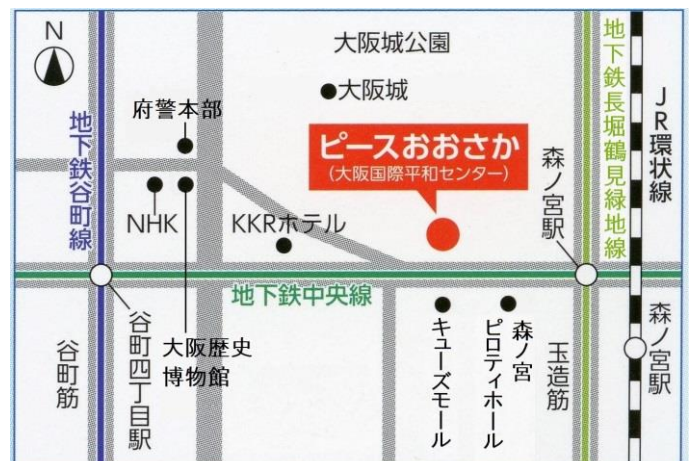 N
大阪城公園
大阪城
府警本部
ピースおおさか
(大阪国際平和センター)
地下鉄谷町線
NHK
KKRホテル
森ノ宮駅
地下鉄長堀鶴見緑地線
JR環状線
地下鉄中央線
谷町筋
谷町四丁目駅
大阪歴史
博物館
キューズモール
森ノ宮
ピロティホール
玉造筋
森ノ宮駅